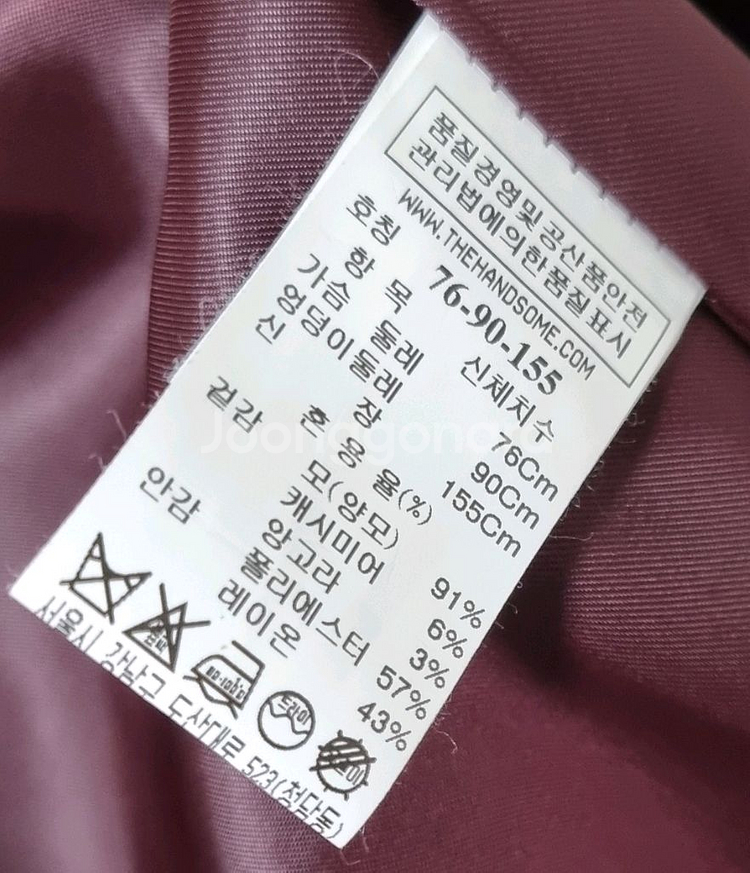 품질경영및공산품안전
관리법에의한품질표시
WWW.THEHANDSOME.COM
호칭 76-90-155
항 목 신체치수
가슴 둘레 76Cm
엉덩이둘레 90Cm
신 장 155Cm
혼 용 율(%)
겉감 모(양모) 91%
캐시미어 6%
앙고라 3%
안감 폴리에스터 57%
레이온 43%
드라이
서울시 강남구 도산대로 523(청담동)
Joonggonara